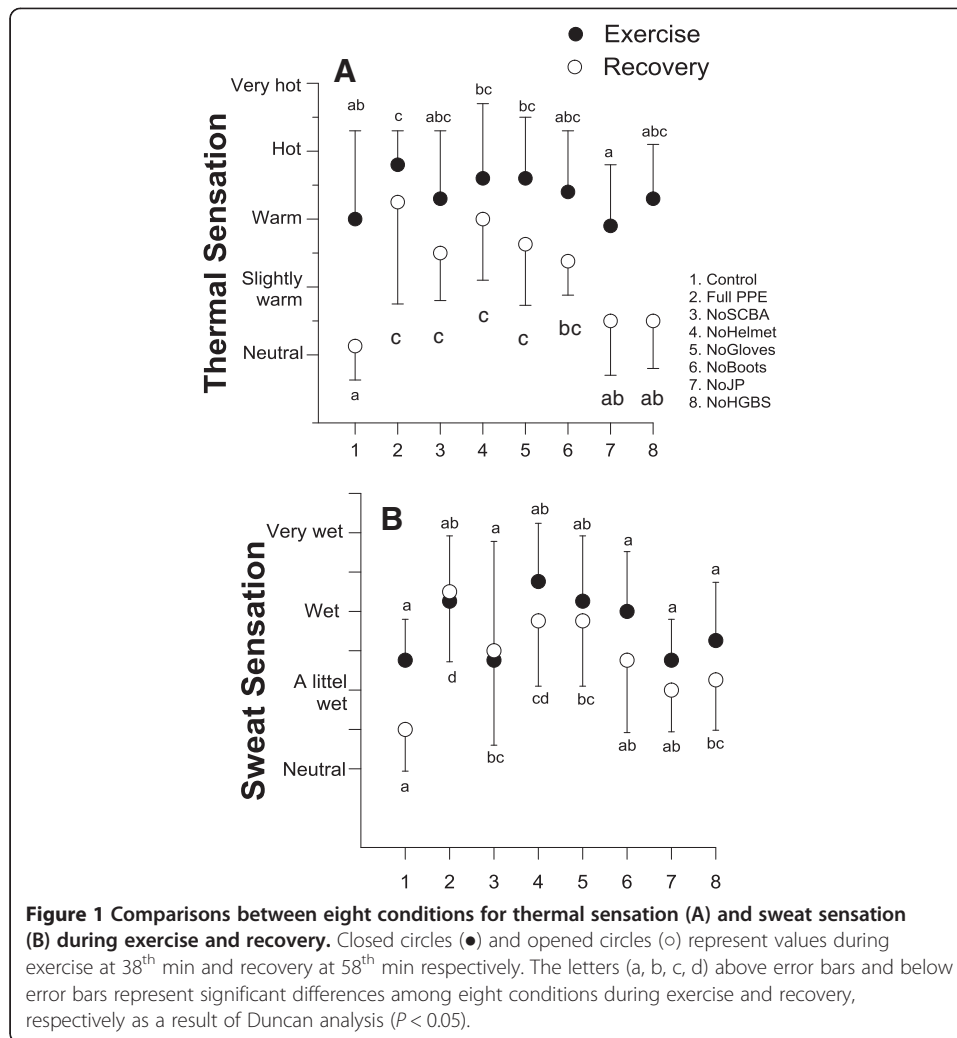 ● Exercise
○ Recovery
A
Thermal Sensation
Very hot
Hot
Warm
Slightly
warm
Neutral
ab
c
abc
bc
bc
abc
a
abc
a
c
c
c
c
bc
ab
ab
1. Control
2. Full PPE
3. NoSCBA
4. NoHelmet
5. NoGloves
6. NoBoots
7. NoJP
8. NoHGBS
1 2 3 4 5 6 7 8
B
Sweat Sensation
Very wet
Wet
A littel
wet
Neutral
a
ab
a
ab
ab
a
a
a
a
d
bc
cd
bc
ab
ab
bc
1 2 3 4 5 6 7 8
Figure 1 Comparisons between eight conditions for thermal sensation (A) and sweat sensation
(B) during exercise and recovery. Closed circles (●) and opened circles (○) represent values during
exercise at 38th min and recovery at 58th min respectively. The letters (a, b, c, d) above error bars and below
error bars represent significant differences among eight conditions during exercise and recovery,
respectively as a result of Duncan analysis (P < 0.05).